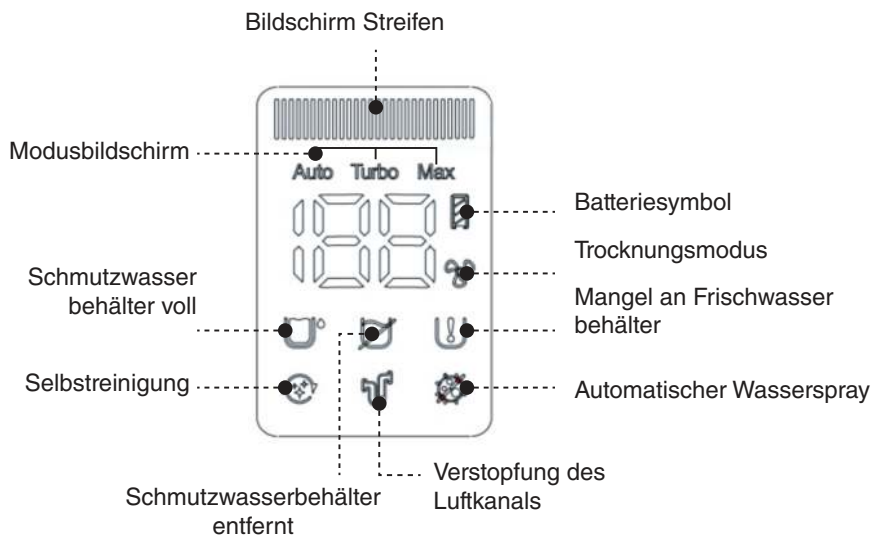 Bildschirm Streifen
Modusbildschirm
Auto Turbo Max
188
Batteriesymbol
Trocknungsmodus
Schmutzwasser
behälter voll
Mangel an Frischwasser
behälter
Selbstreinigung
Automatischer Wasserspray
Verstopfung des
Luftkanals
Schmutzwasserbehälter
entfernt